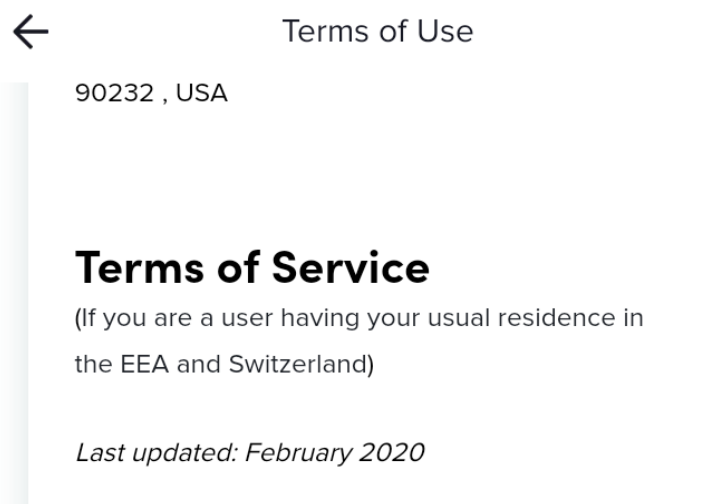 Terms of Use
90232 , USA
Terms of Service
(If you are a user having your usual residence in
the EEA and Switzerland)
Last updated: February 2020